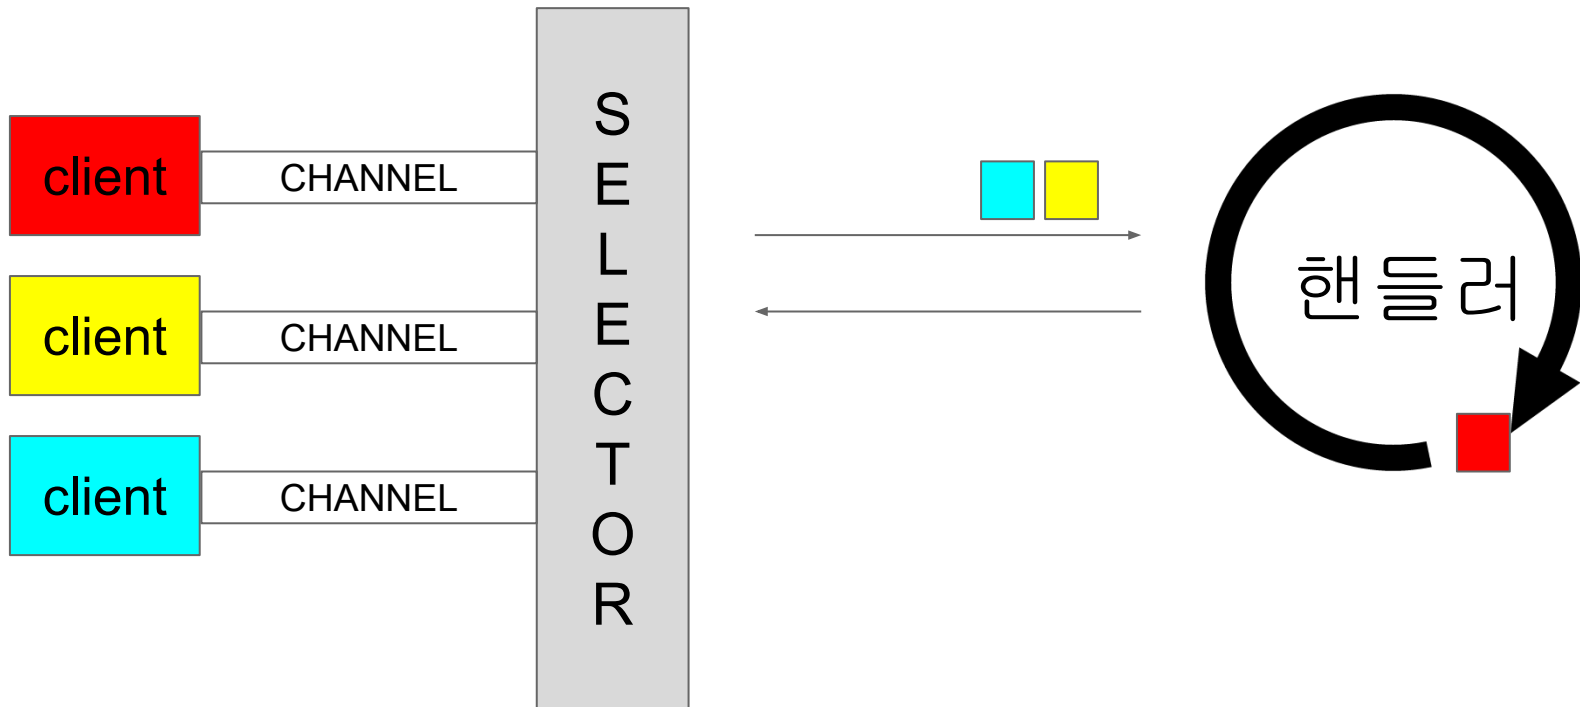 client
CHANNEL
client
CHANNEL
client
CHANNEL
SELECTOR
핸들러